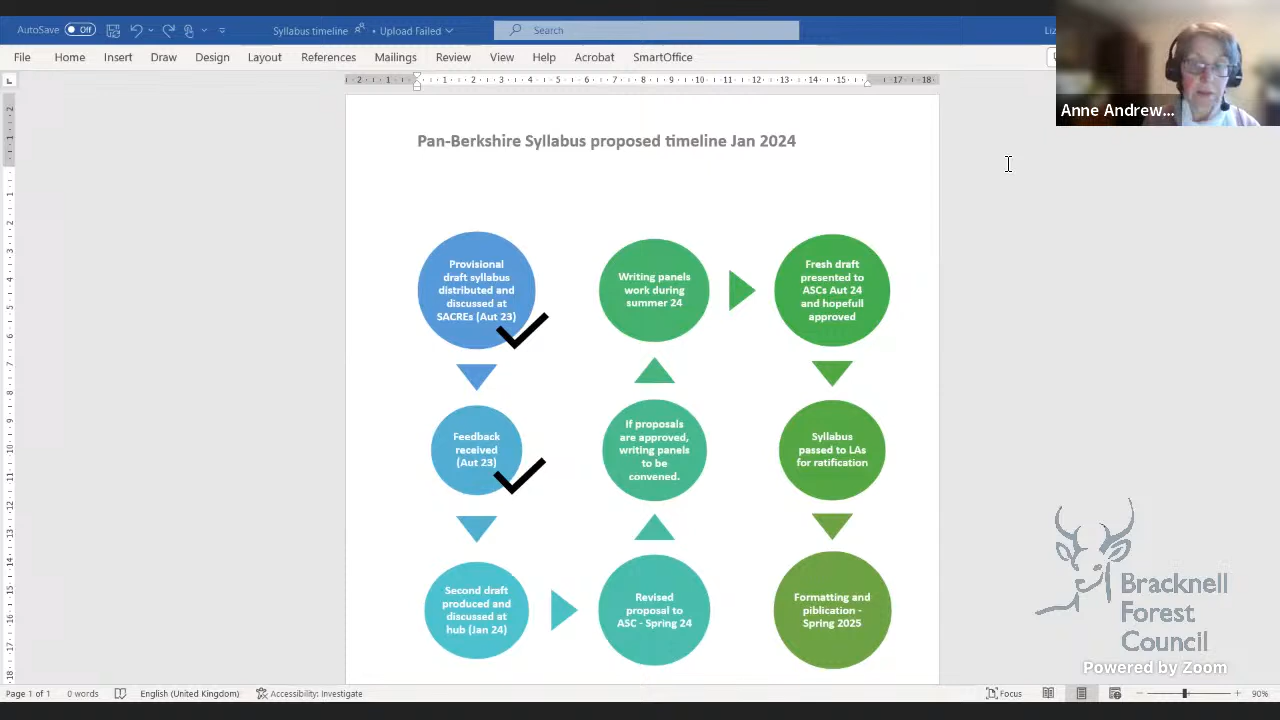 AutoSave Off
Syllabus timeline
Upload Failed
Search
Liz
File Home Insert Draw Design Layout References Mailings Review View Help Acrobat SmartOffice
Anne Andrew...
Pan-Berkshire Syllabus proposed timeline Jan 2024
Provisional
draft syllabus
distributed and
discussed at
SACREs (Aut 23)
Feedback
received
(Aut 23)
Second draft
produced and
discussed at
hub (Jan 24)
Revised
proposal to
ASC - Spring 24
If proposals
are approved,
writing panels
to be
convened.
Writing panels
work during
summer 24
Fresh draft
presented to
ASCs Aut 24
and hopefull
approved
Syllabus
passed to LAs
for ratification
Formatting and
piblication -
Spring 2025
Bracknell
Forest
Council
Powered by Zoom
Page 1 of 1 0 words English (United Kingdom) Accessibility: Investigate Focus 90%